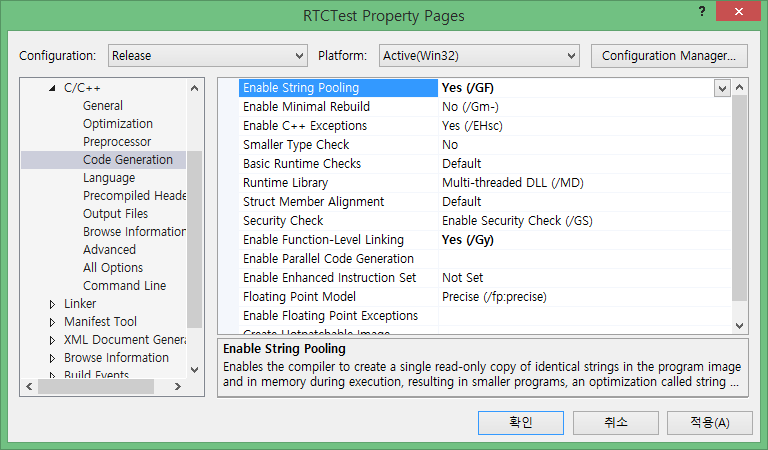 RTCTest Property Pages
Configuration: Release Platform: Active(Win32) Configuration Manager...
C/C++
General
Optimization
Preprocessor
Code Generation
Language
Precompiled Heade
Output Files
Browse Information
Advanced
All Options
Command Line
Linker
Manifest Tool
XML Document Genera
Browse Information
Build Events
Enable String Pooling Yes (/GF)
Enable Minimal Rebuild No (/Gm-)
Enable C++ Exceptions Yes (/EHsc)
Smaller Type Check No
Basic Runtime Checks Default
Runtime Library Multi-threaded DLL (/MD)
Struct Member Alignment Default
Security Check Enable Security Check (/GS)
Enable Function-Level Linking Yes (/Gy)
Enable Parallel Code Generation
Enable Enhanced Instruction Set Not Set
Floating Point Model Precise (/fp:precise)
Enable Floating Point Exceptions
Create Hotpatchable Image
Enable String Pooling
Enables the compiler to create a single read-only copy of identical strings in the program image
and in memory during execution, resulting in smaller programs, an optimization called string ...
확인 취소 적용(A)